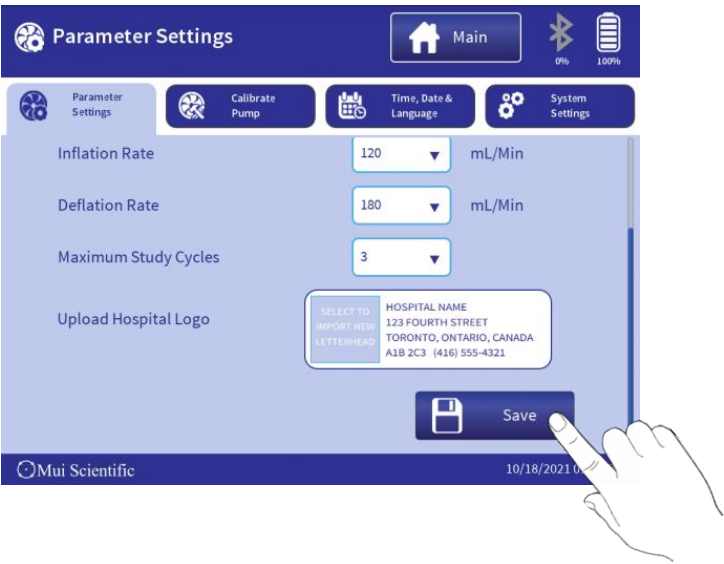 Parameter Settings
Main
0%
100%
Parameter
Settings
Calibrate
Pump
Time, Date &
Language
System
Settings
Inflation Rate
120
mL/Min
Deflation Rate
180
mL/Min
Maximum Study Cycles
3
Upload Hospital Logo
SELECT TO
IMPORT NEW
LETTERHEAD
HOSPITAL NAME
123 FOURTH STREET
TORONTO, ONTARIO, CANADA
A1B 2C3 (416) 555-4321
Save
Mui Scientific
10/18/2021